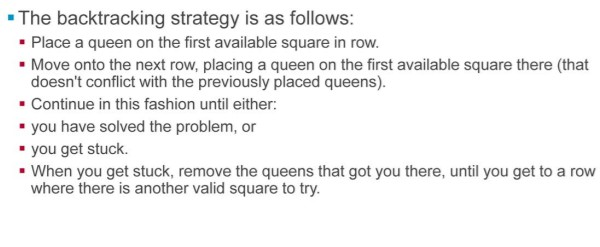 The backtracking strategy is as follows:
Place a queen on the first available square in row.
Move onto the next row, placing a queen on the first available square there (that
doesn't conflict with the previously placed queens).
Continue in this fashion until either:
you have solved the problem, or
you get stuck.
When you get stuck, remove the queens that got you there, until you get to a row
where there is another valid square to try.